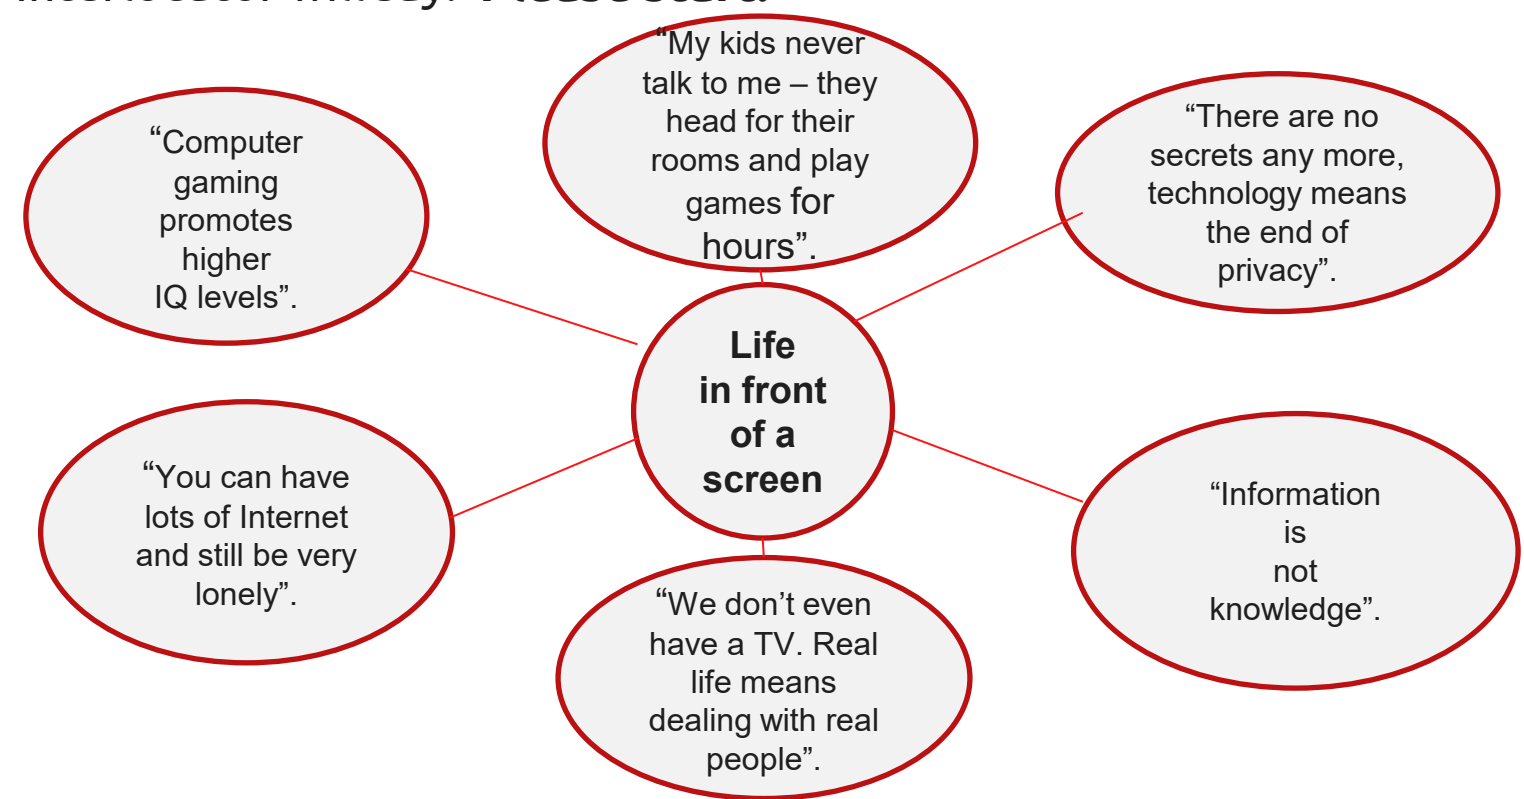 “My kids never
talk to me – they
head for their
rooms and play
games for
hours”.
“Computer
gaming
promotes
higher
IQ levels”.
“There are no
secrets any more,
technology means
the end of
privacy”.
Life
in front
of a
screen
“You can have
lots of Internet
and still be very
lonely”.
“Information
is
not
knowledge”.
“We don’t even
have a TV. Real
life means
dealing with real
people”.